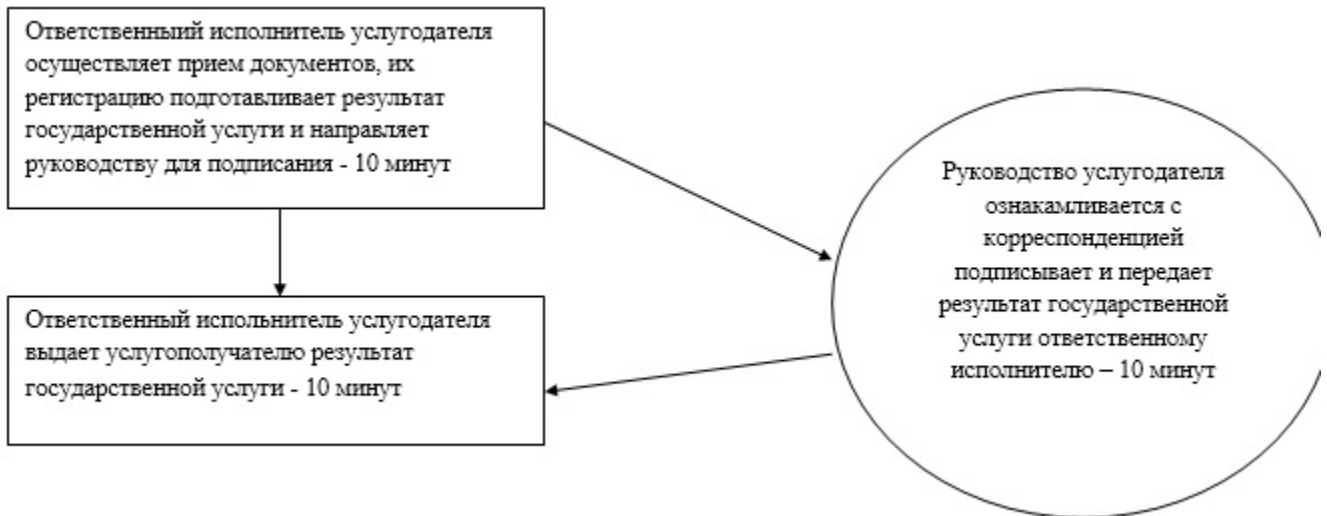 Ответственныий исполнитель услугодателя
осуществляет прием документов, их
регистрацию подготавливает результат
государственной услуги и направляет
руководству для подписания - 10 минут
Руководство услугодателя
ознакамливается с
корреспонденцией
подписывает и передает
результат государственной
услуги ответственному
исполнителю – 10 минут
Ответственный испольнитель услугодателя
выдает услугополучателю результат
государственной услуги - 10 минут